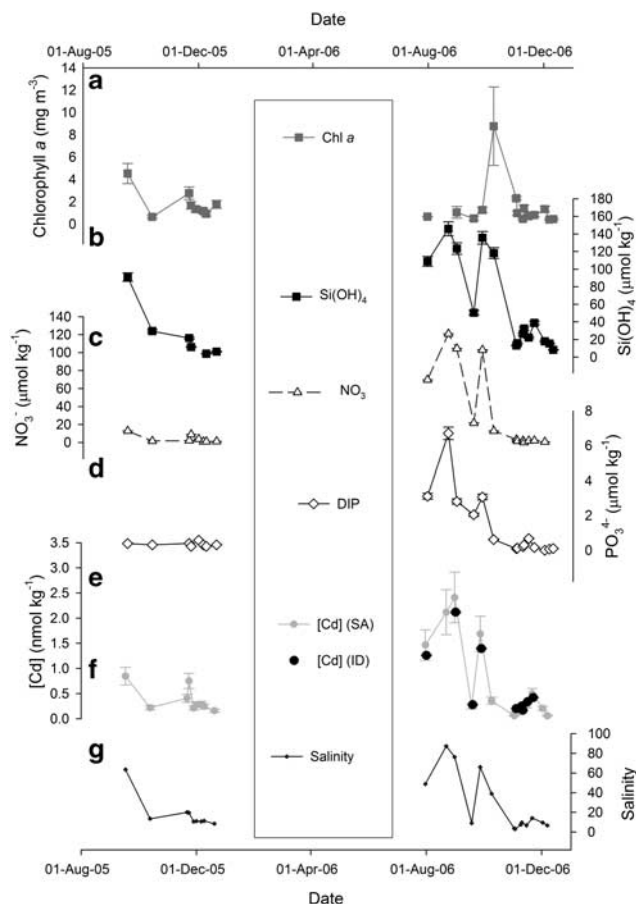 Date
01-Aug-05 01-Dec-05 01-Apr-06 01-Aug-06 01-Dec-06
a
Chlorophyll a (mg m-3)
14
12
10
8
6
4
2
0
Chl a
b
Si(OH)4 (μmol kg-1)
180
160
140
120
100
80
60
40
20
0
Si(OH)4
c
NO3- (μmol kg-1)
140
120
100
80
60
40
20
0
NO3
d
PO34- (μmol kg-1)
8
6
4
2
0
DIP
e
[Cd] (nmol kg-1)
3.5
3.0
2.5
2.0
1.5
1.0
0.5
0.0
[Cd] (SA)
f
[Cd] (ID)
g
Salinity
100
80
60
40
20
0
Salinity
01-Aug-05 01-Dec-05 01-Apr-06 01-Aug-06 01-Dec-06
Date